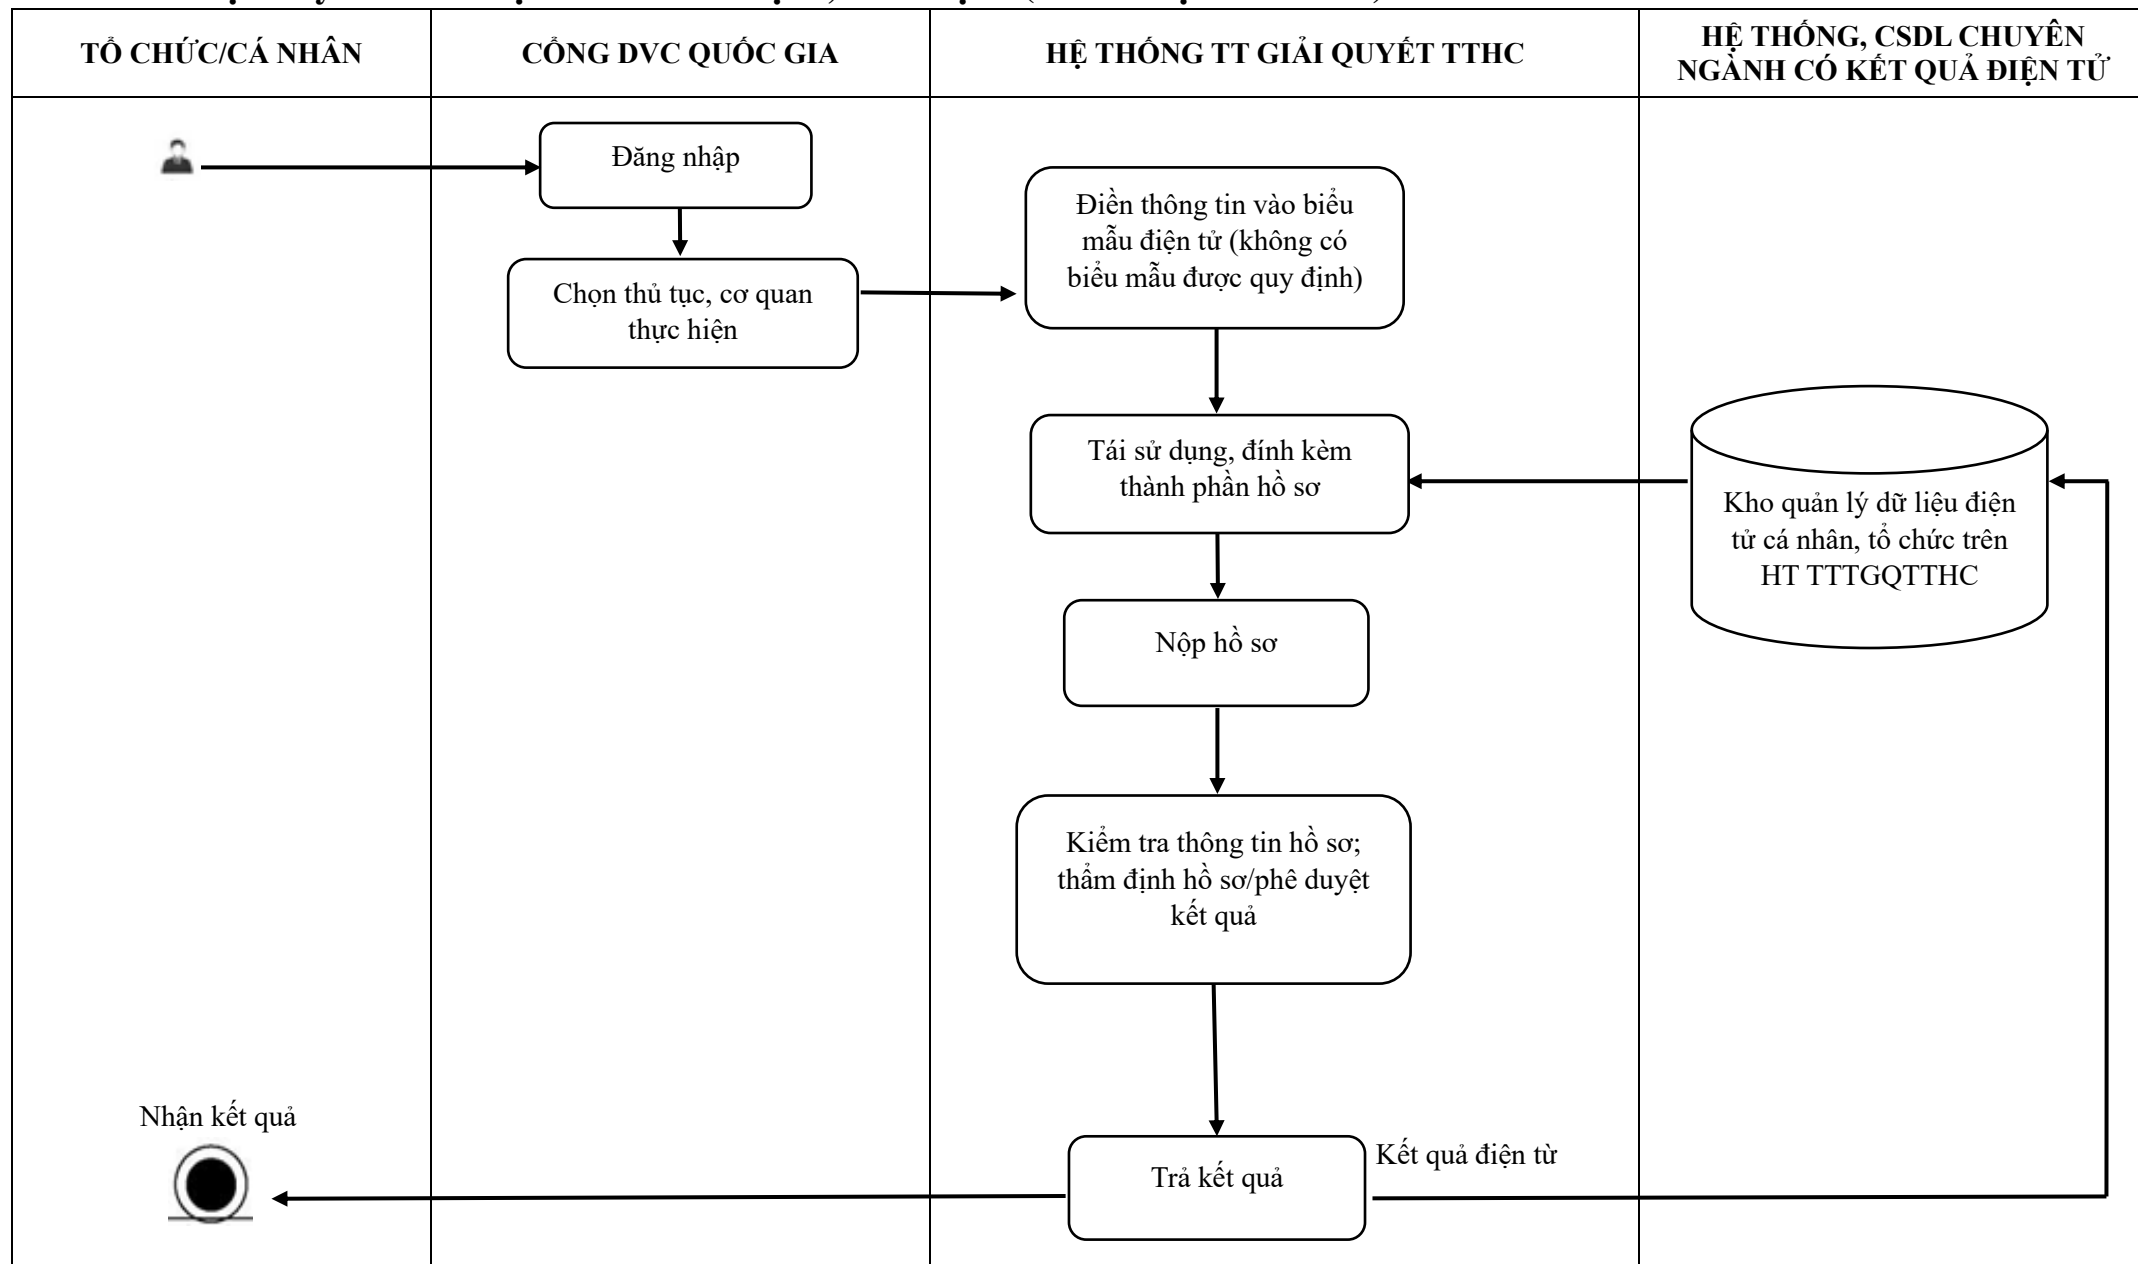 TỔ CHỨC/CÁ NHÂN
CỔNG DVC QUỐC GIA
HỆ THỐNG TT GIẢI QUYẾT TTHC
HỆ THỐNG, CSDL CHUYÊN
NGÀNH CÓ KẾT QUẢ ĐIỆN TỬ
Đăng nhập
Chọn thủ tục, cơ quan
thực hiện
Điền thông tin vào biểu
mẫu điện tử (không có
biểu mẫu được quy định)
Tái sử dụng, đính kèm
thành phần hồ sơ
Kho quản lý dữ liệu điện
tử cá nhân, tổ chức trên
HT TTTGQTTHC
Nộp hồ sơ
Kiểm tra thông tin hồ sơ;
thẩm định hồ sơ/phê duyệt
kết quả
Nhận kết quả
Trả kết quả
Kết quả điện từ